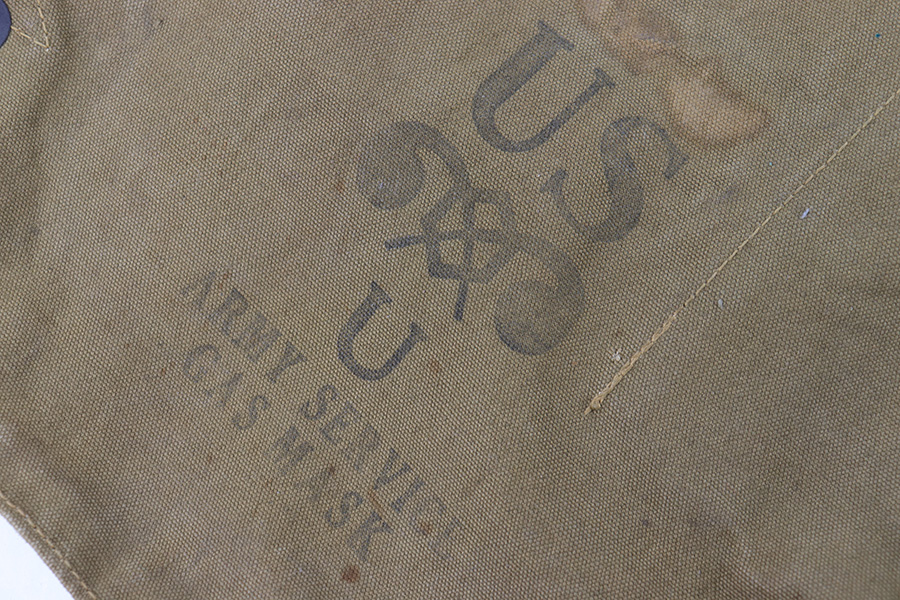 US
U
ARMY SERVICE
GAS MASK